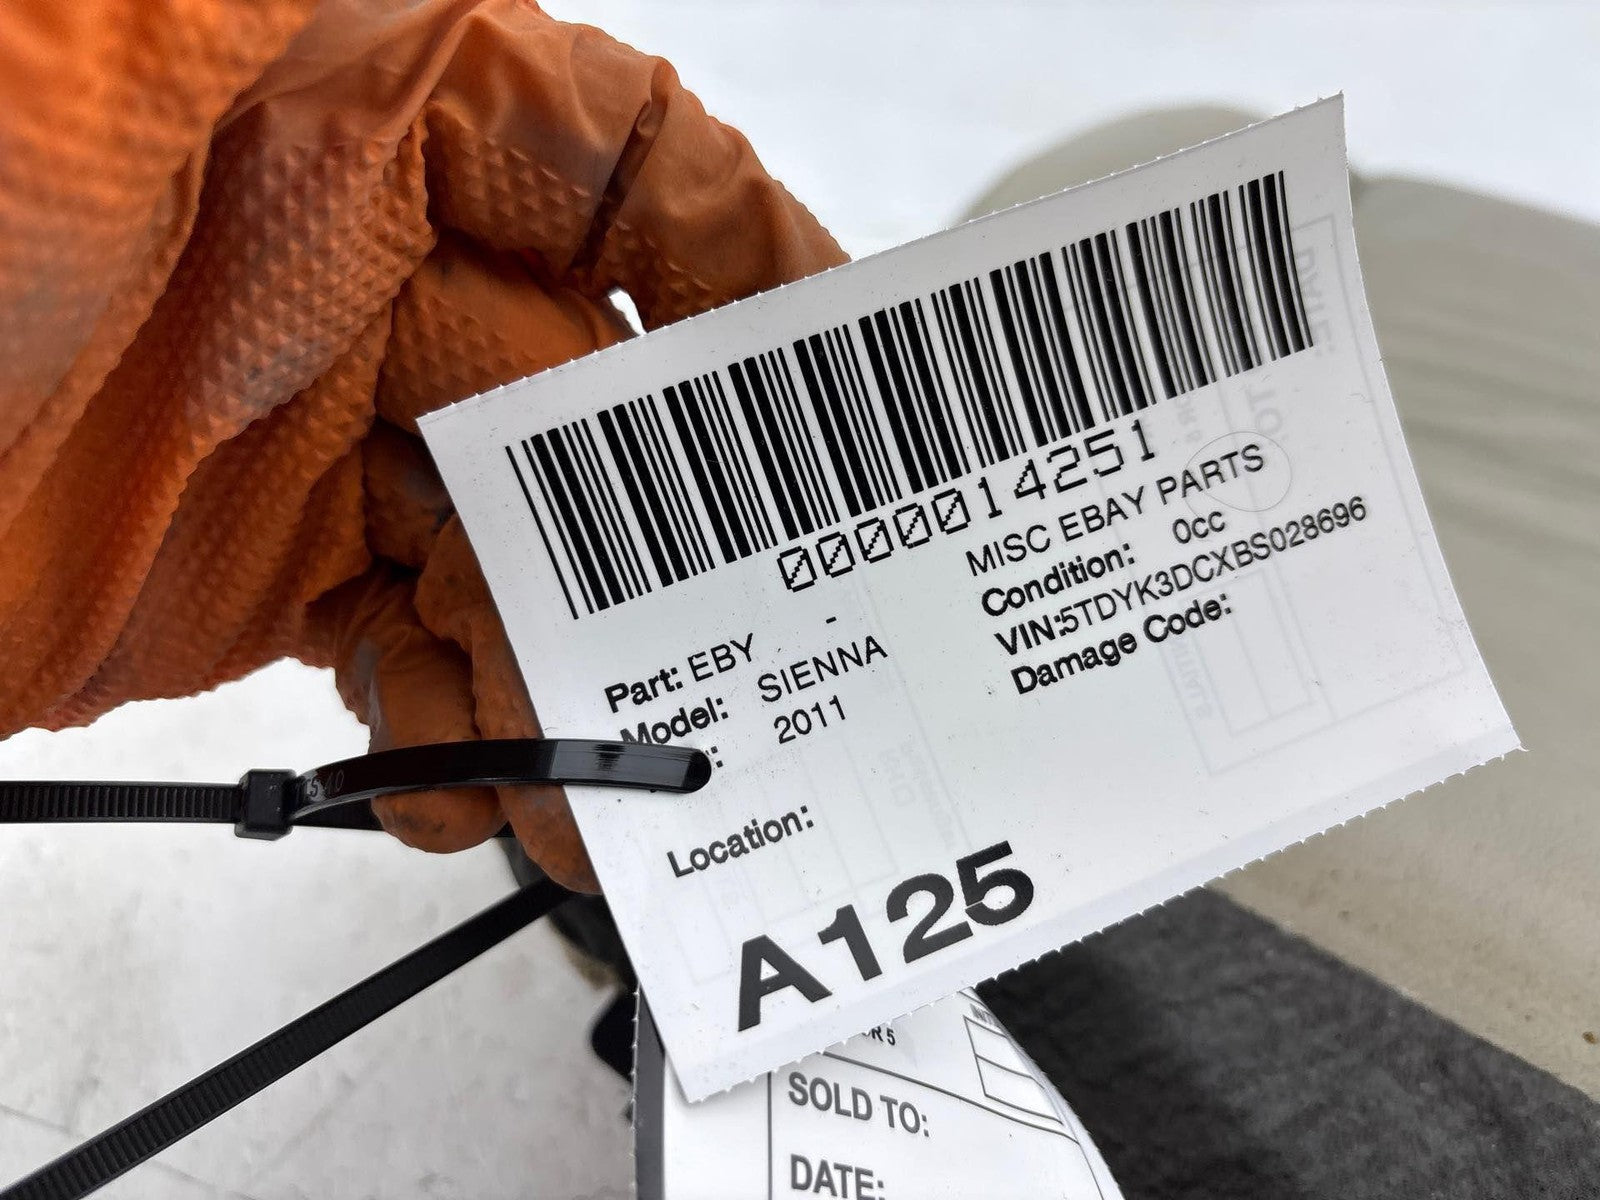 0000014251
MISC EBAY PARTS
Part: EBY -
Condition: 0cc
Model: SIENNA
VIN:5TDYK3DCXBS028696
: 2011
Damage Code:
Location:
A125
R 5
SOLD TO:
DATE: